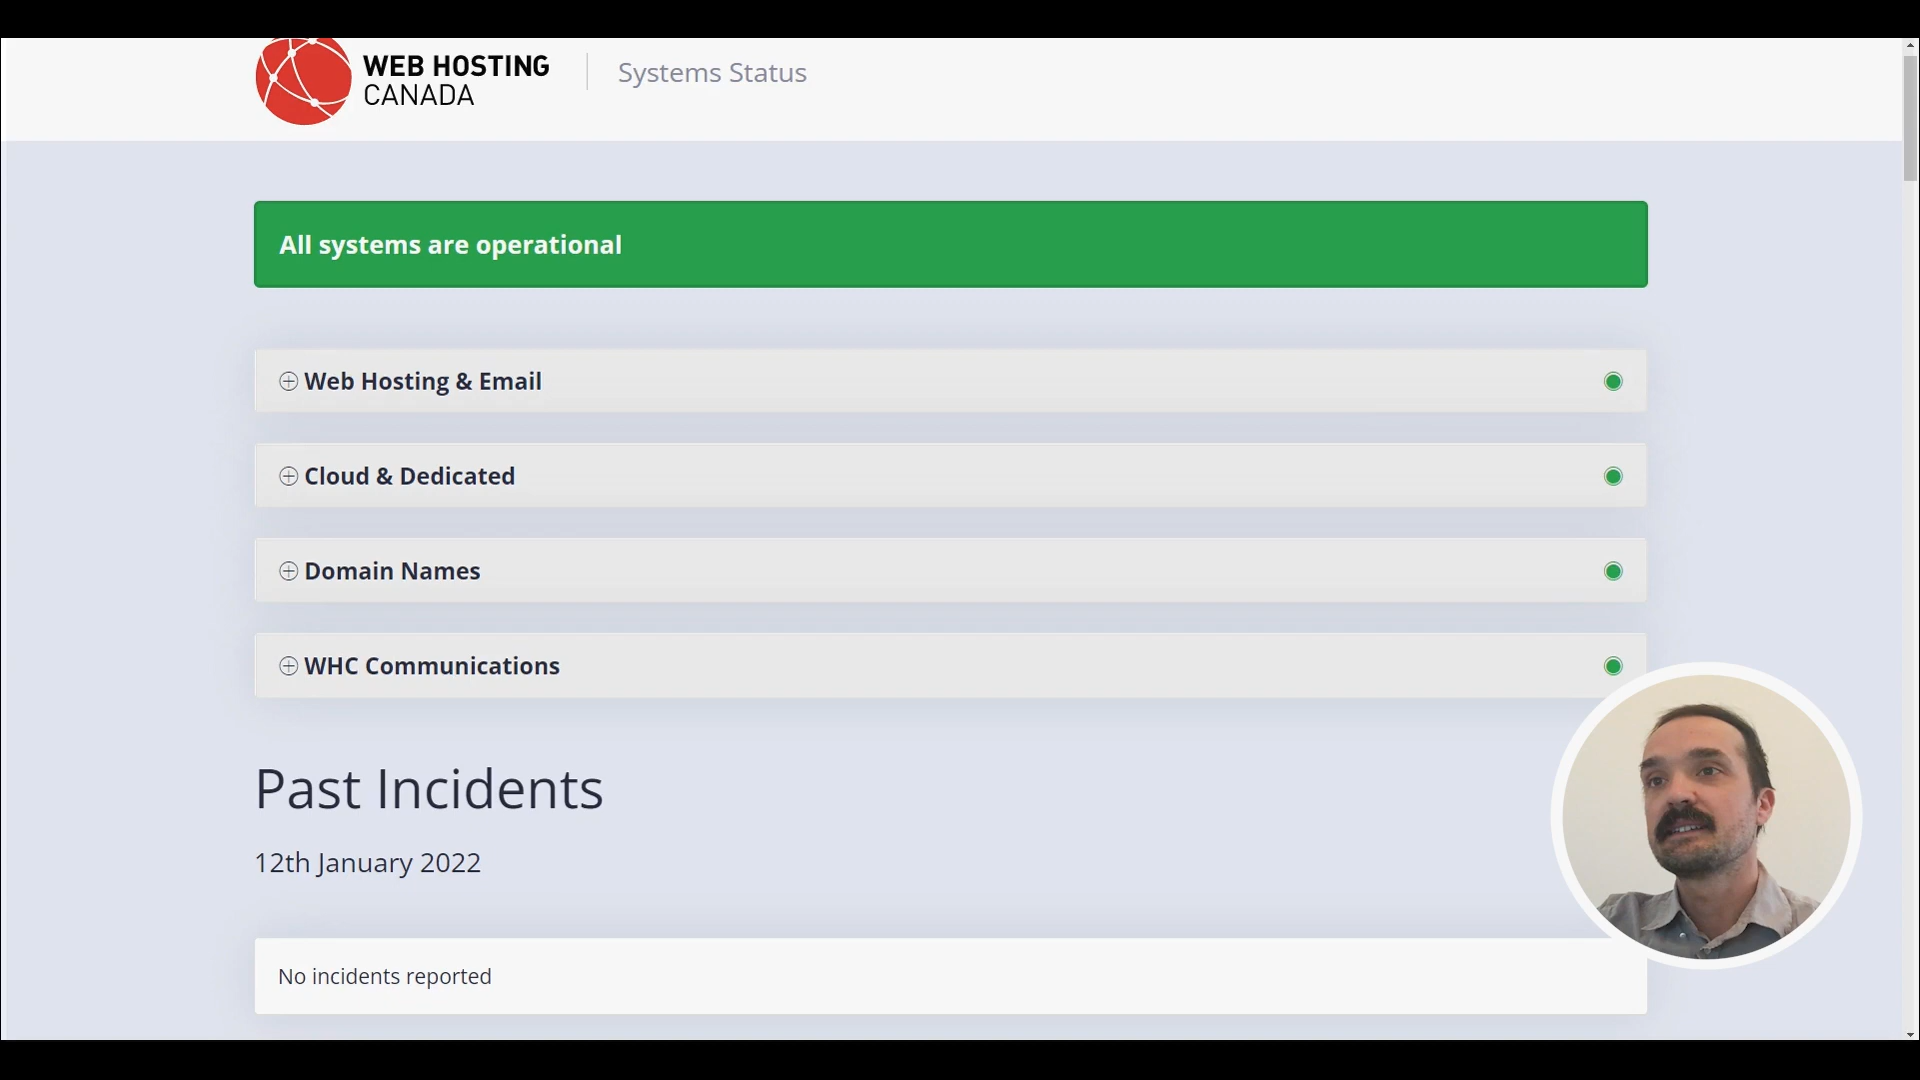 WEB HOSTING
CANADA
Systems Status
All systems are operational
Web Hosting & Email
Cloud & Dedicated
Domain Names
WHC Communications
Past Incidents
12th January 2022
No incidents reported